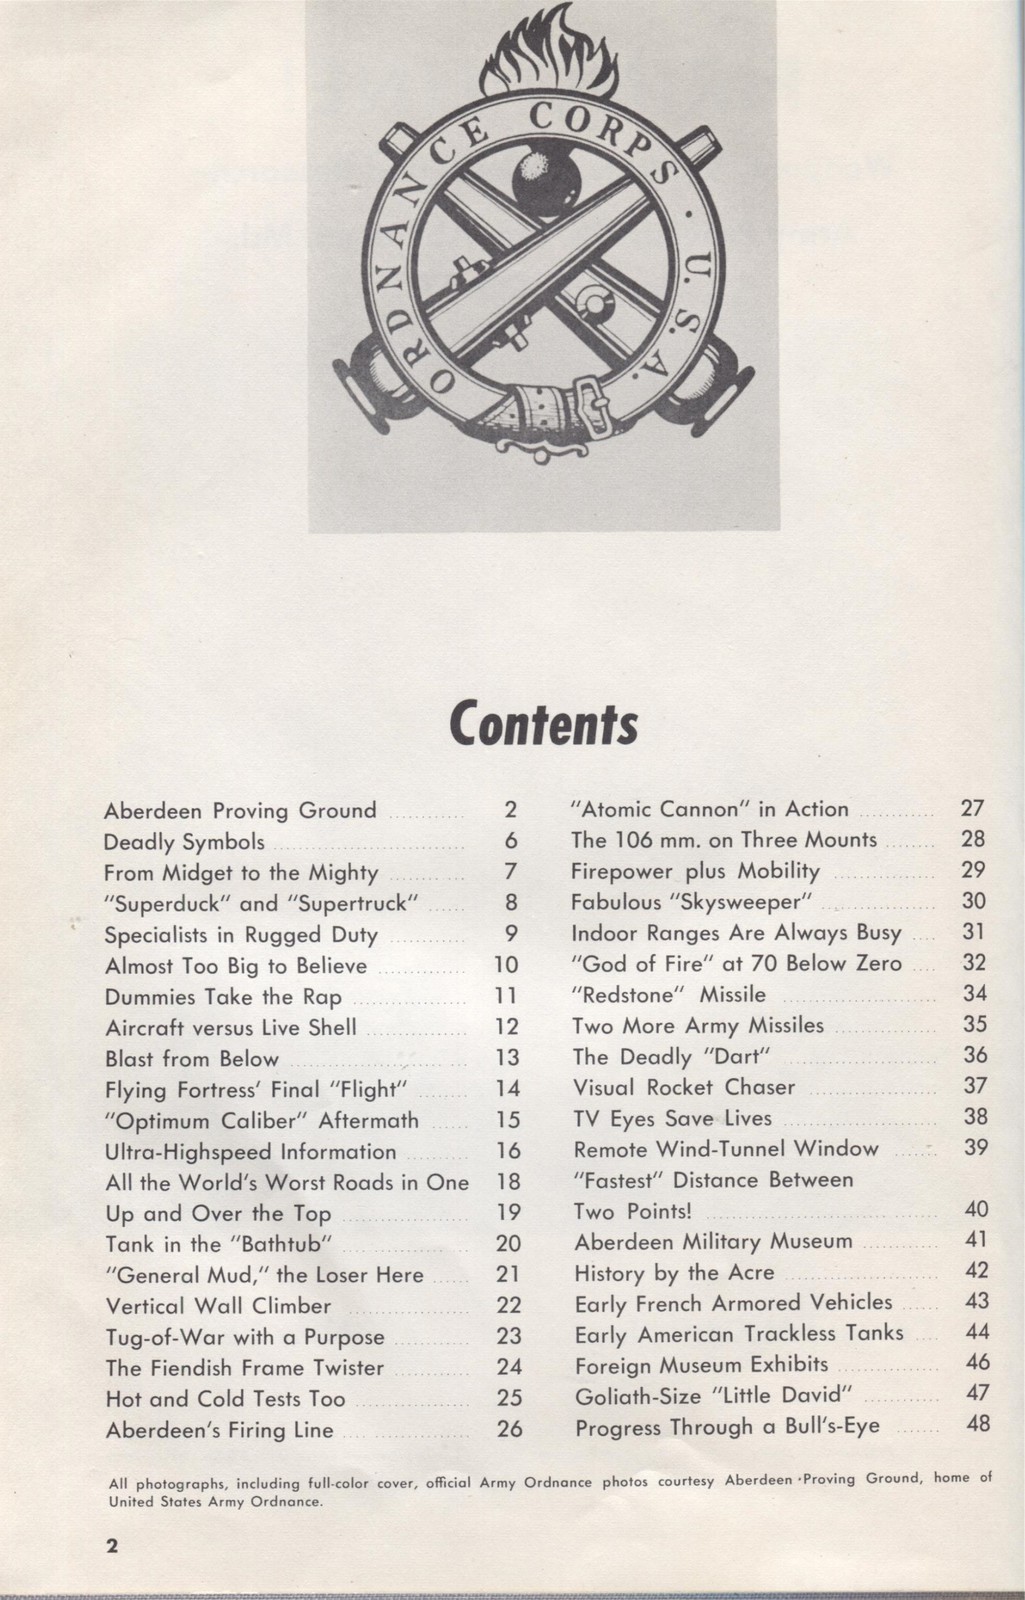 ORDNANCE CORPS · U.S.A.
Contents
Aberdeen Proving Ground ............ 2
Deadly Symbols ............ 6
From Midget to the Mighty ............ 7
"Superduck" and "Supertruck" ...... 8
Specialists in Rugged Duty ............ 9
Almost Too Big to Believe ............ 10
Dummies Take the Rap ............ 11
Aircraft versus Live Shell ............ 12
Blast from Below ............ 13
Flying Fortress' Final "Flight" ........ 14
"Optimum Caliber" Aftermath ...... 15
Ultra-Highspeed Information ......... 16
All the World's Worst Roads in One 18
Up and Over the Top ............ 19
Tank in the "Bathtub" ............ 20
"General Mud," the Loser Here ...... 21
Vertical Wall Climber ............ 22
Tug-of-War with a Purpose ............ 23
The Fiendish Frame Twister ............ 24
Hot and Cold Tests Too ............ 25
Aberdeen's Firing Line ............ 26
"Atomic Cannon" in Action ............ 27
The 106 mm. on Three Mounts ........ 28
Firepower plus Mobility ............ 29
Fabulous "Skysweeper" ............ 30
Indoor Ranges Are Always Busy .... 31
"God of Fire" at 70 Below Zero .... 32
"Redstone" Missile ............ 34
Two More Army Missiles ............ 35
The Deadly "Dart" ............ 36
Visual Rocket Chaser ............ 37
TV Eyes Save Lives ............ 38
Remote Wind-Tunnel Window ...... 39
"Fastest" Distance Between
Two Points! ............ 40
Aberdeen Military Museum ............ 41
History by the Acre ............ 42
Early French Armored Vehicles ...... 43
Early American Trackless Tanks .... 44
Foreign Museum Exhibits ............ 46
Goliath-Size "Little David" ............ 47
Progress Through a Bull's-Eye ....... 48
All photographs, including full-color cover, official Army Ordnance photos courtesy Aberdeen Proving Ground, home of
United States Army Ordnance.
2